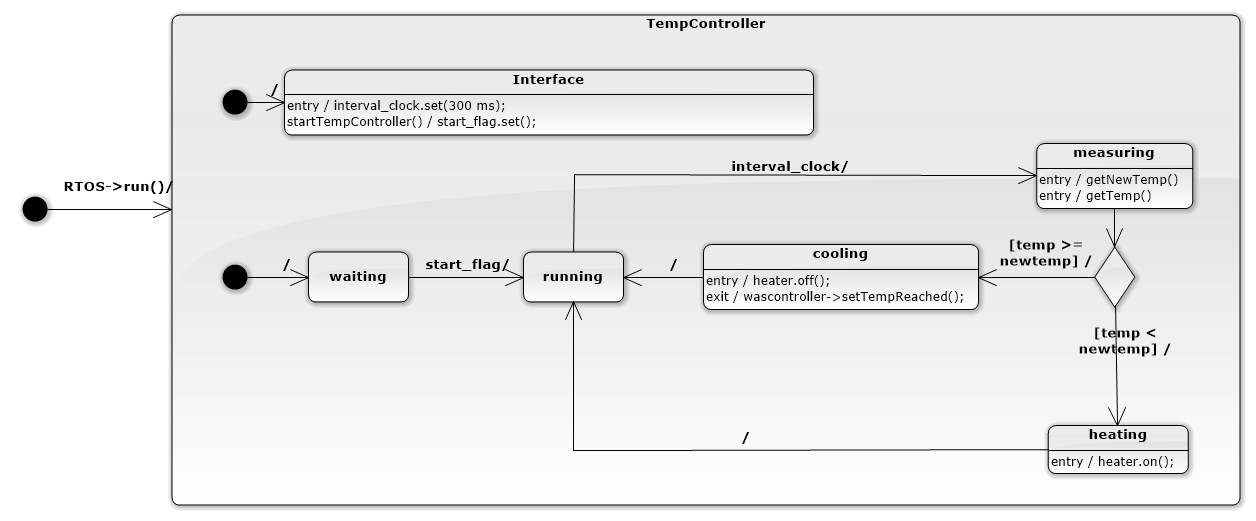 TempController
/
Interface
entry / interval_clock.set(300 ms);
startTempController() / start_flag.set();
RTOS->run()/
interval_clock/
measuring
entry / getNewTemp()
entry / getTemp()
/
waiting
start_flag/
running
/
cooling
entry / heater.off();
exit / wascontroller->setTempReached();
[temp >=
newtemp] /
[temp <
newtemp] /
/
heating
entry / heater.on();